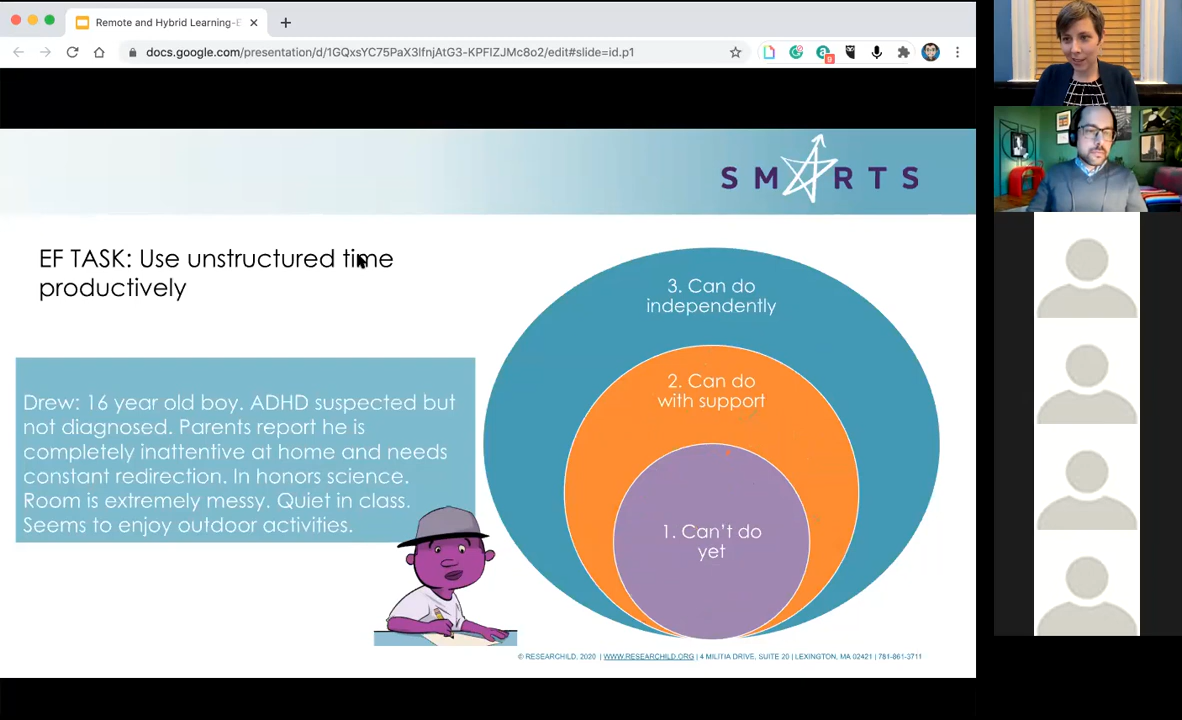 Remote and Hybrid Learning-E
docs.google.com/presentation/d/1GQxsYC75PaX3lfnjAtG3-KPFIZJMc8o2/edit#slide=id.p1
9
SMARTS
EF TASK: Use unstructured time
productively
Drew: 16 year old boy. ADHD suspected but
not diagnosed. Parents report he is
completely inattentive at home and needs
constant redirection. In honors science.
Room is extremely messy. Quiet in class.
Seems to enjoy outdoor activities.
3. Can do
independently
2. Can do
with support
1. Can’t do
yet
© RESEARCHILD, 2020 | WWW.RESEARCHILD.ORG | 4 MILITIA DRIVE, SUITE 20 | LEXINGTON, MA 02421 | 781-861-3711